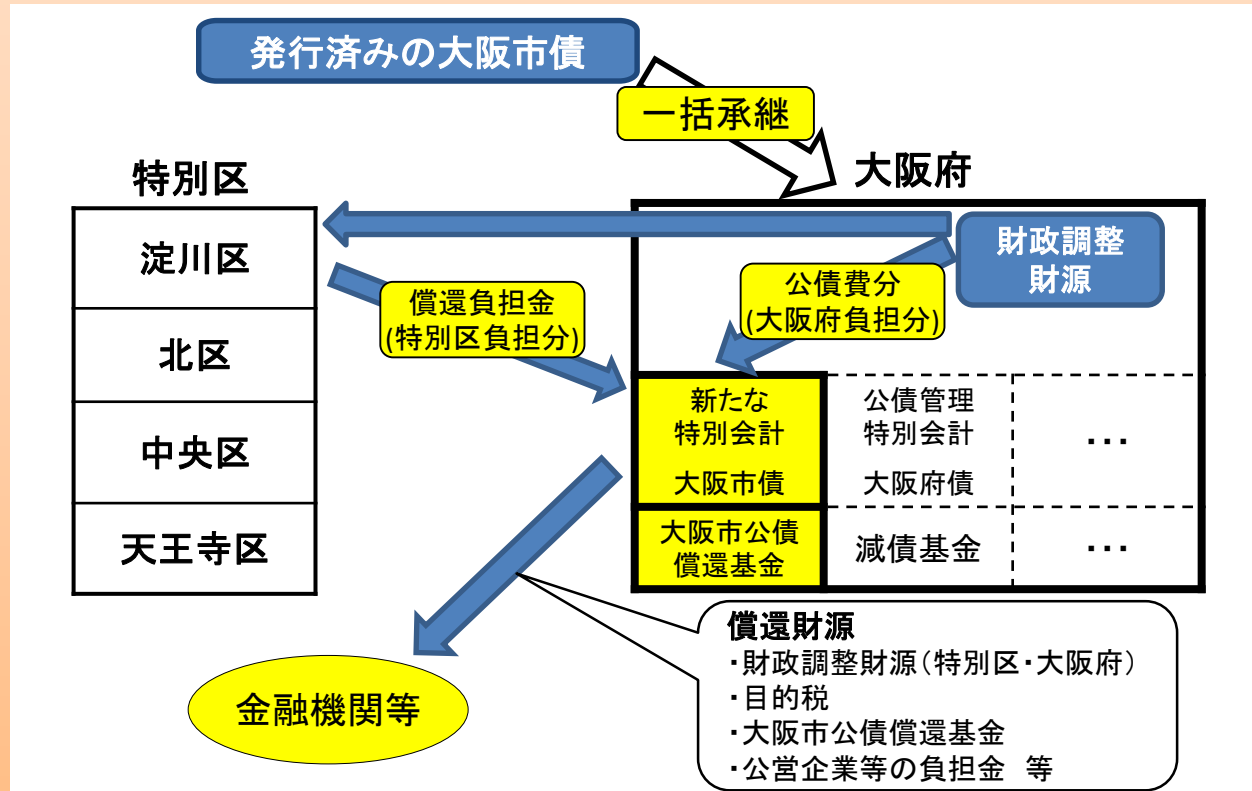 発行済みの大阪市債
一括承継
特別区
大阪府
淀川区
北区
中央区
天王寺区
財政調整
財源
償還負担金
(特別区負担分)
公債費分
(大阪府負担分)
新たな
特別会計
大阪市債
公債管理
特別会計
大阪府債
・・・
大阪市公債
償還基金
減債基金
・・・
償還財源
・財政調整財源(特別区・大阪府)
・目的税
・大阪市公債償還基金
・公営企業等の負担金 等
金融機関等